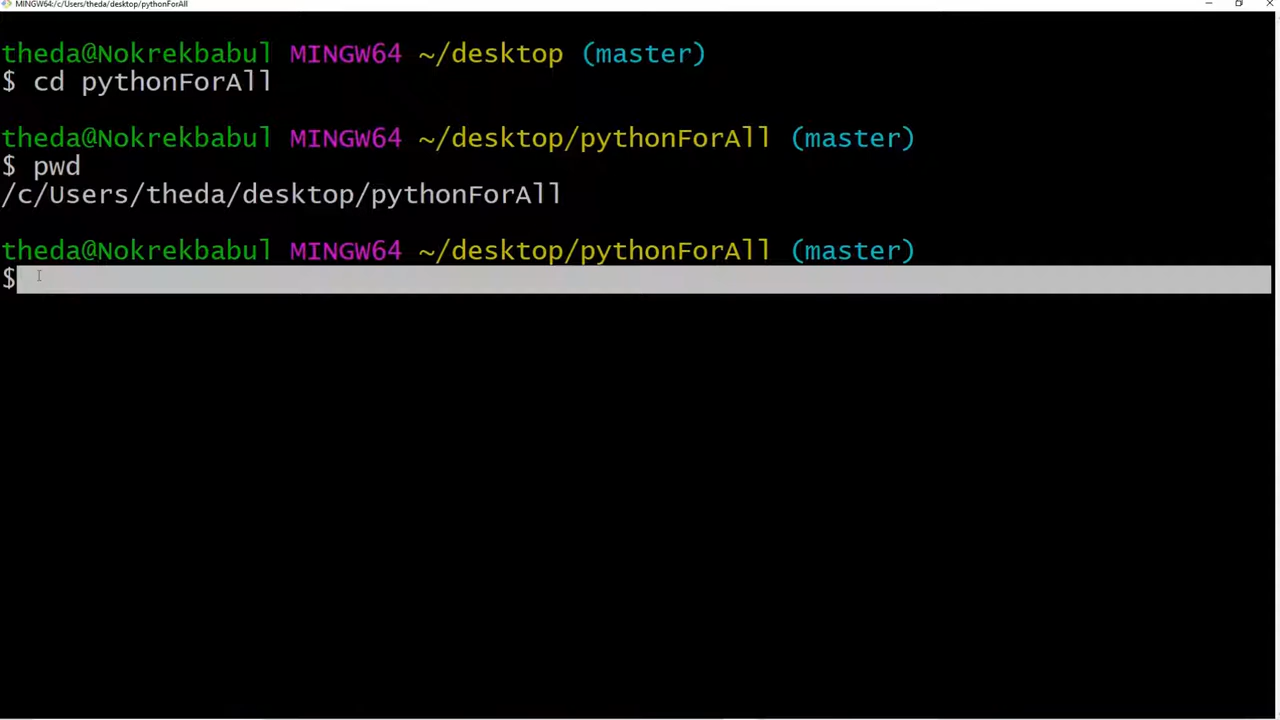 MINGW64:/c/Users/theda/desktop/pythonForAll
theda@Nokrekbabul MINGW64 ~/desktop (master)
$ cd pythonForAll
theda@Nokrekbabul MINGW64 ~/desktop/pythonForAll (master)
$ pwd
/c/Users/theda/desktop/pythonForAll
theda@Nokrekbabul MINGW64 ~/desktop/pythonForAll (master)
$